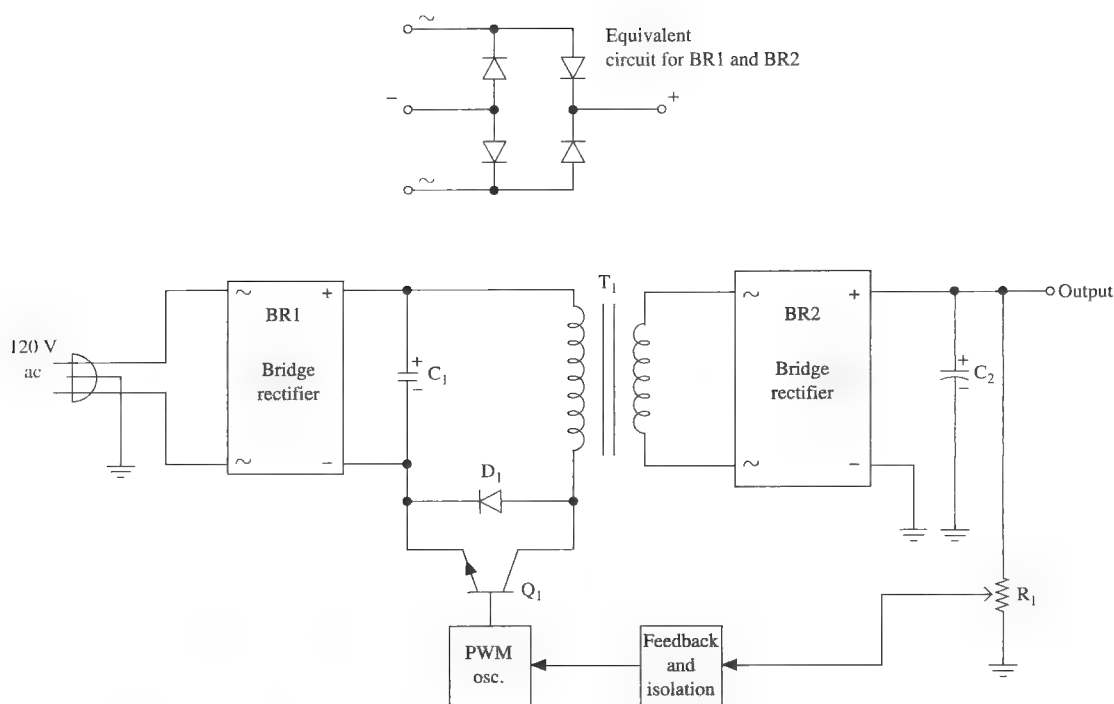 ~
Equivalent
circuit for BR1 and BR2
−
+
~
T1
~ +
BR1
Bridge
rectifier
~ −
120 V
ac
+
C1
−
~ +
BR2
Bridge
rectifier
~ −
Output
+
C2
−
D1
Q1
R1
PWM
osc.
Feedback
and
isolation